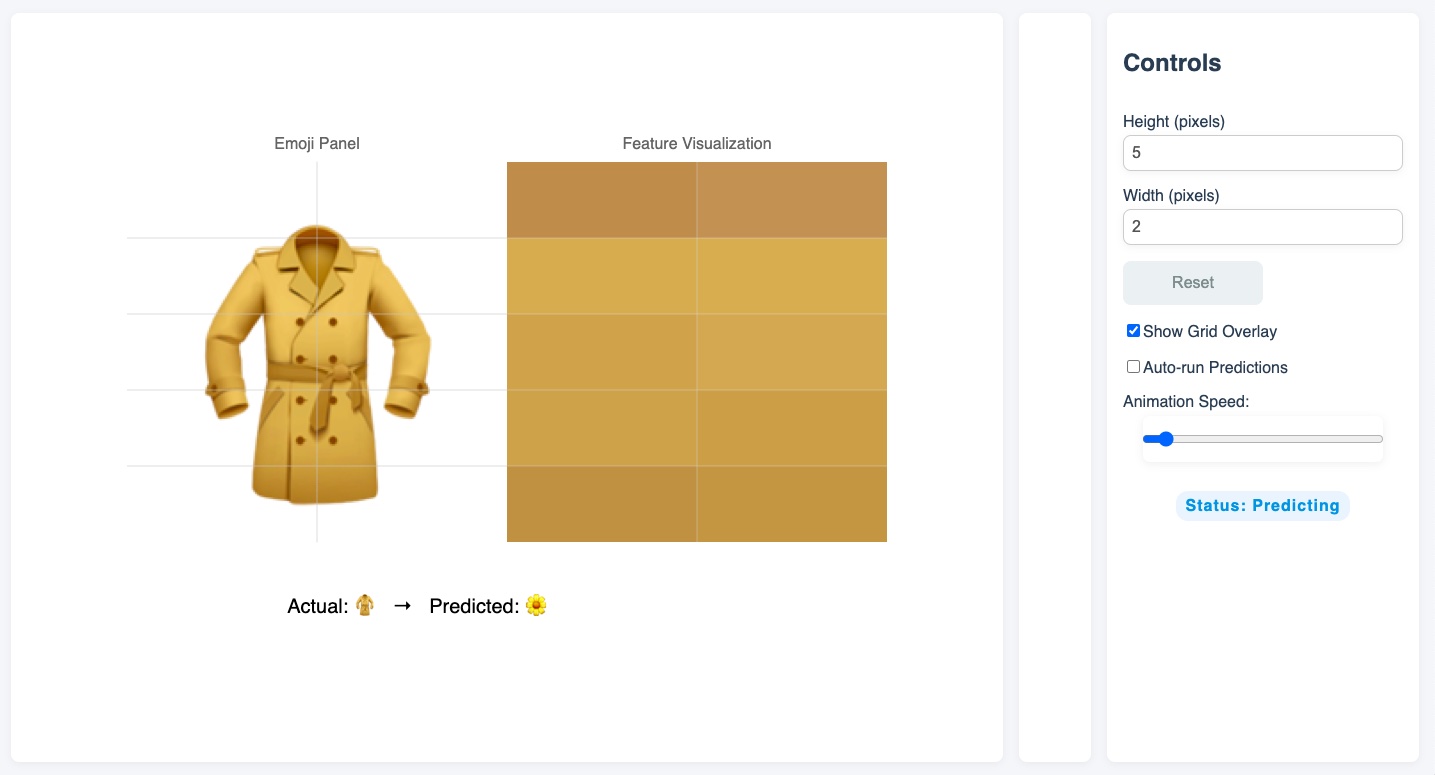 Emoji Panel
Feature Visualization
Actual: 🧥 → Predicted: 🌼
Controls
Height (pixels)
5
Width (pixels)
2
Reset
Show Grid Overlay
Auto-run Predictions
Animation Speed:
Status: Predicting